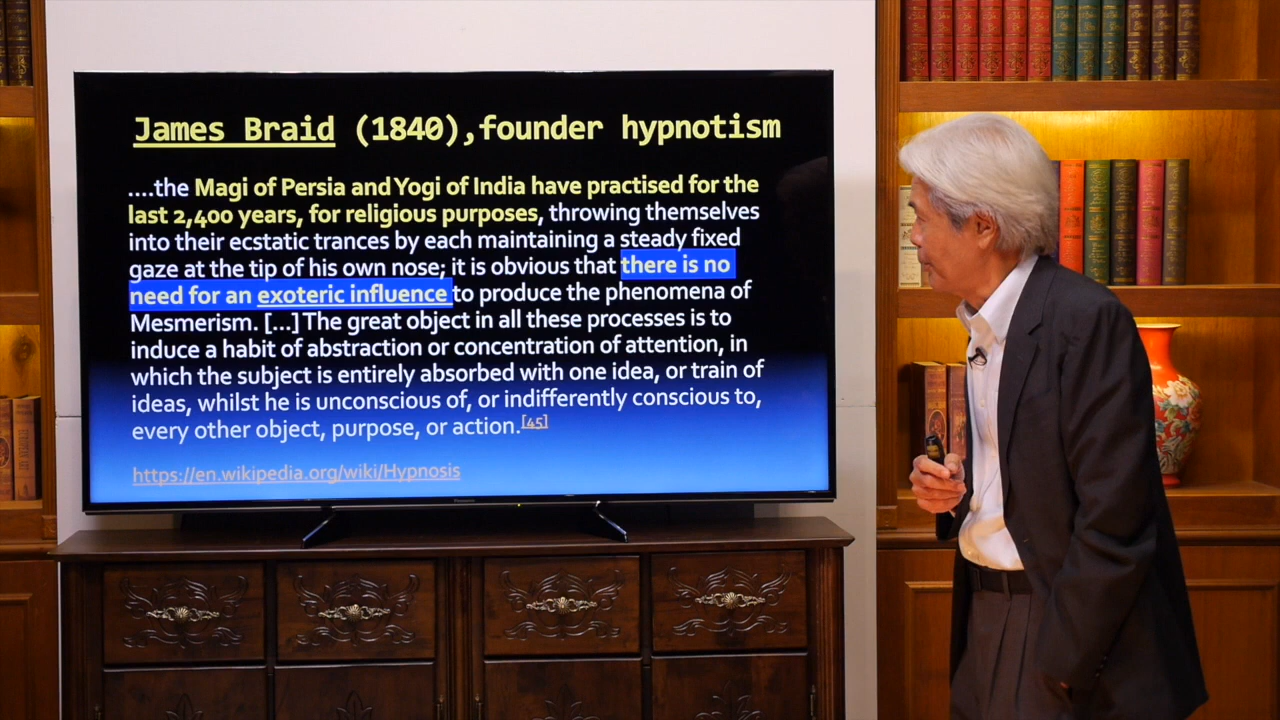 James Braid (1840),founder hypnotism
....the Magi of Persia and Yogi of India have practised for the
last 2,400 years, for religious purposes, throwing themselves
into their ecstatic trances by each maintaining a steady fixed
gaze at the tip of his own nose; it is obvious that there is no
need for an exoteric influence to produce the phenomena of
Mesmerism. [...] The great object in all these processes is to
induce a habit of abstraction or concentration of attention, in
which the subject is entirely absorbed with one idea, or train of
ideas, whilst he is unconscious of, or indifferently conscious to,
every other object, purpose, or action.[45]
https://en.wikipedia.org/wiki/Hypnosis
Panasonic